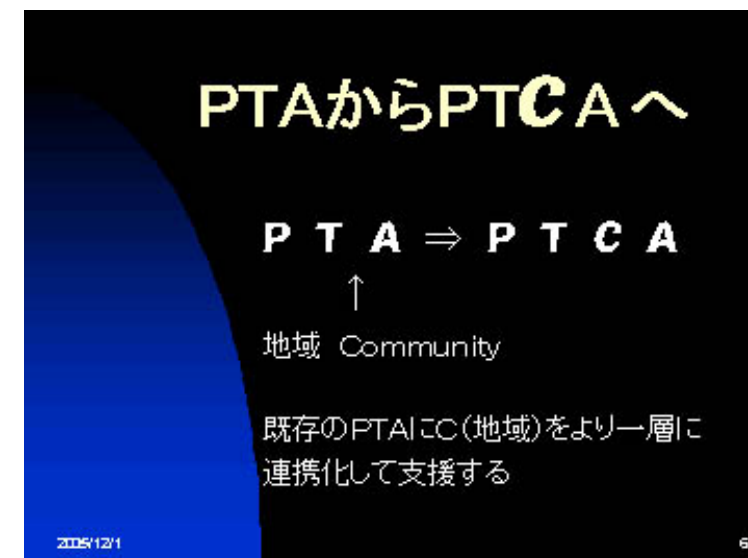 PTAからPTCAへ
P T A ⇒ P T C A
↑
地域 Community
既存のPTAにC(地域)をより一層に
連携化して支援する
2005/12/1
6